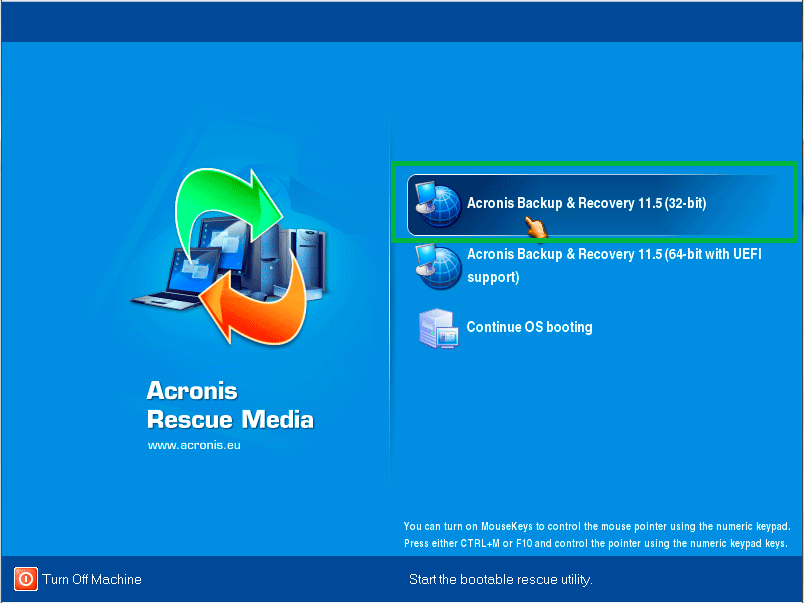 Acronis Backup & Recovery 11.5 (32-bit)
Acronis Backup & Recovery 11.5 (64-bit with UEFI
support)
Continue OS booting
Acronis
Rescue Media
www.acronis.eu
You can turn on MouseKeys to control the mouse pointer using the numeric keypad.
Press either CTRL+M or F10 and control the pointer using the numeric keypad keys.
Turn Off Machine
Start the bootable rescue utility.